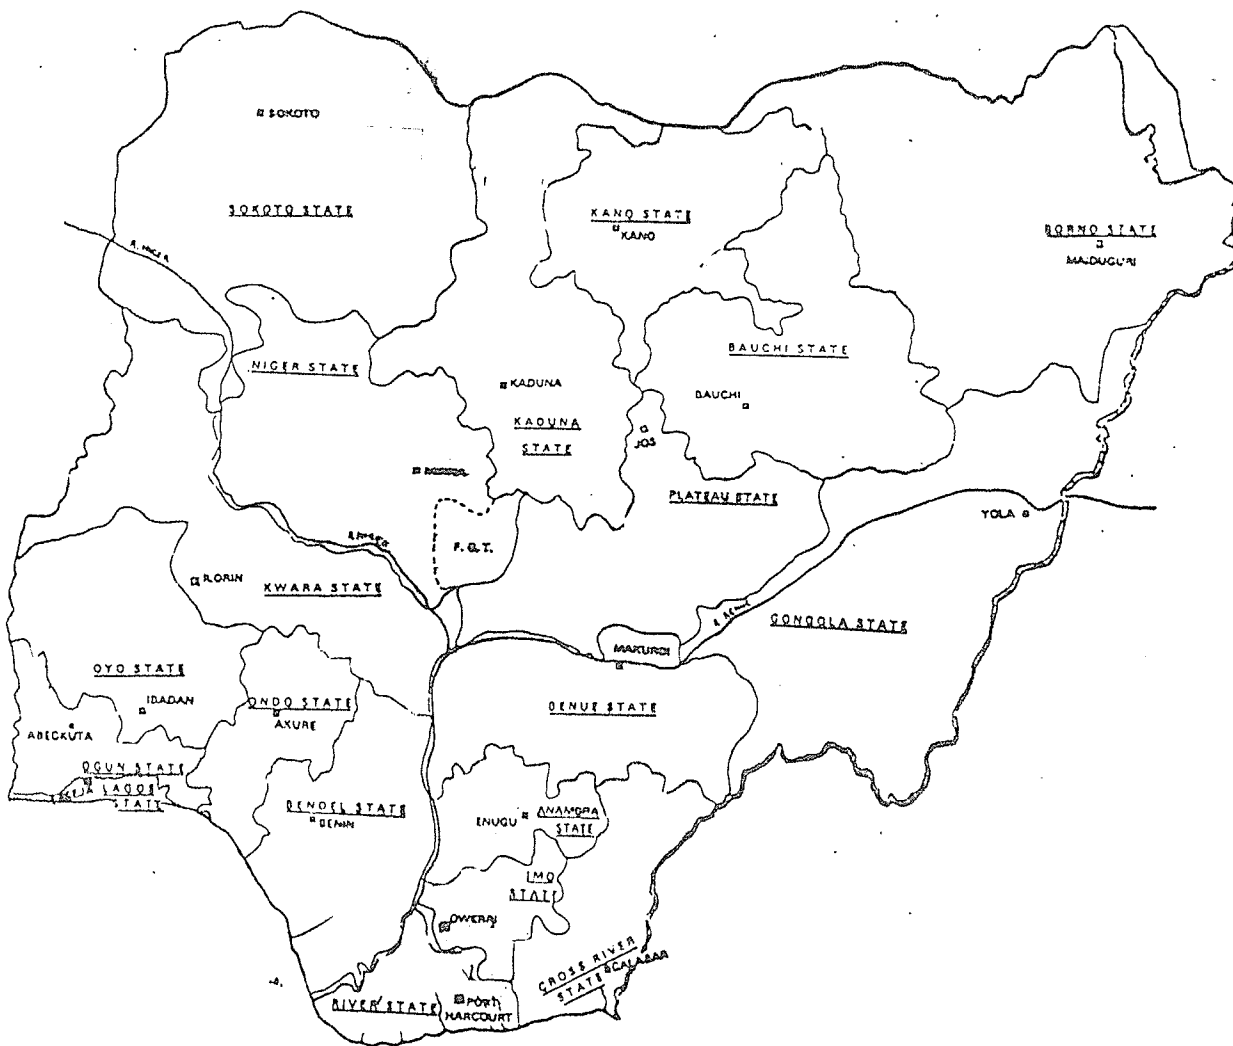 SOKOTO
SOKOTO STATE
KANO STATE
KANO
BORNO STATE
MAIDUGURI
R. NIGER
NIGER STATE
BAUCHI STATE
BAUCHI
KADUNA
KADUNA
STATE
JOS
PLATEAU STATE
YOLA
F.C.T.
R. NIGER
ILORIN
KWARA STATE
R. BENUE
GONGOLA STATE
MAKURDI
OYO STATE
IBADAN
ONDO STATE
AKURE
BENUE STATE
ABEOKUTA
OGUN STATE
IKEJA
LAGOS
STATE
BENDEL STATE
BENIN
ENUGU
ANAMBRA
STATE
IMO
STATE
OWERRI
CROSS RIVER
STATE
CALABAR
RIVER STATE
PORT
HARCOURT